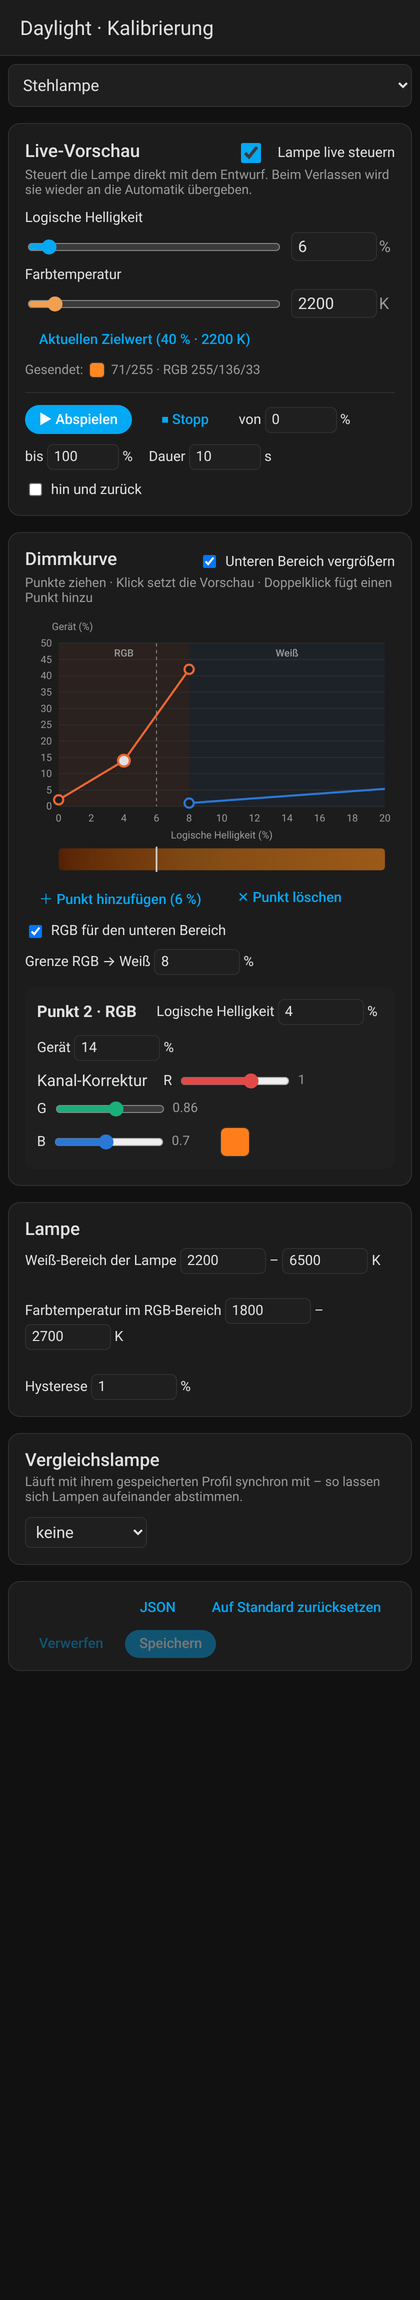 Daylight · Kalibrierung
Stehlampe
Live-Vorschau
Lampe live steuern
Steuert die Lampe direkt mit dem Entwurf. Beim Verlassen wird
sie wieder an die Automatik übergeben.
Logische Helligkeit
6 %
Farbtemperatur
2200 K
Aktuellen Zielwert (40 % · 2200 K)
Gesendet: 71/255 · RGB 255/136/33
▶ Abspielen ■ Stopp von 0 %
bis 100 % Dauer 10 s
hin und zurück
Dimmkurve
Unteren Bereich vergrößern
Punkte ziehen · Klick setzt die Vorschau · Doppelklick fügt einen
Punkt hinzu
Gerät (%)
RGB Weiß
50
45
40
35
30
25
20
15
10
5
0
0 2 4 6 8 10 12 14 16 18 20
Logische Helligkeit (%)
＋ Punkt hinzufügen (6 %) ✕ Punkt löschen
RGB für den unteren Bereich
Grenze RGB → Weiß 8 %
Punkt 2 · RGB Logische Helligkeit 4 %
Gerät 14 %
Kanal-Korrektur R 1
G 0.86
B 0.7
Lampe
Weiß-Bereich der Lampe 2200 – 6500 K
Farbtemperatur im RGB-Bereich 1800 –
2700 K
Hysterese 1 %
Vergleichslampe
Läuft mit ihrem gespeicherten Profil synchron mit – so lassen
sich Lampen aufeinander abstimmen.
keine
JSON Auf Standard zurücksetzen
Verwerfen Speichern